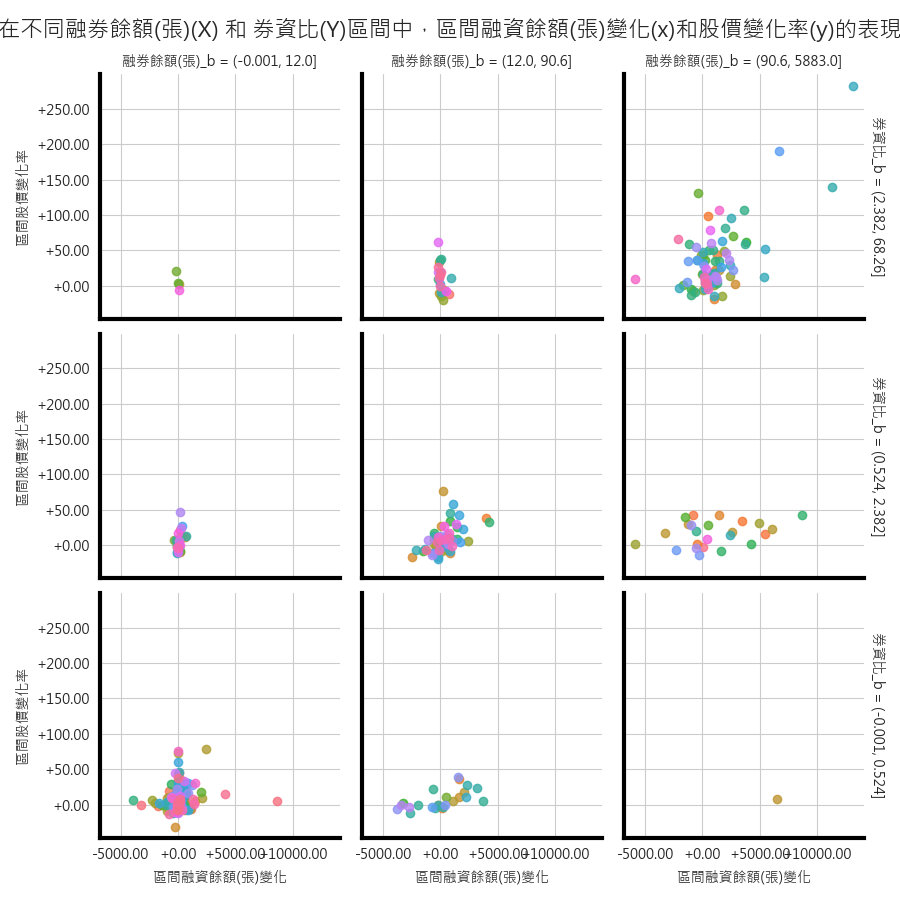 在不同融券餘額(張)(X) 和 券資比(Y)區間中，區間融資餘額(張)變化(x)和股價變化率(y)的表現
融券餘額(張)_b = (-0.001, 12.0]
融券餘額(張)_b = (12.0, 90.6]
融券餘額(張)_b = (90.6, 5883.0]
+250.00
+200.00
+150.00
+100.00
+50.00
+0.00
區間股價變化率
券資比_b = (2.382, 68.26]
+250.00
+200.00
+150.00
+100.00
+50.00
+0.00
區間股價變化率
券資比_b = (0.524, 2.382]
+250.00
+200.00
+150.00
+100.00
+50.00
+0.00
區間股價變化率
券資比_b = (-0.001, 0.524]
-5000.00 +0.00 +5000.00 +10000.00
-5000.00 +0.00 +5000.00 +10000.00
-5000.00 +0.00 +5000.00 +10000.00
區間融資餘額(張)變化
區間融資餘額(張)變化
區間融資餘額(張)變化